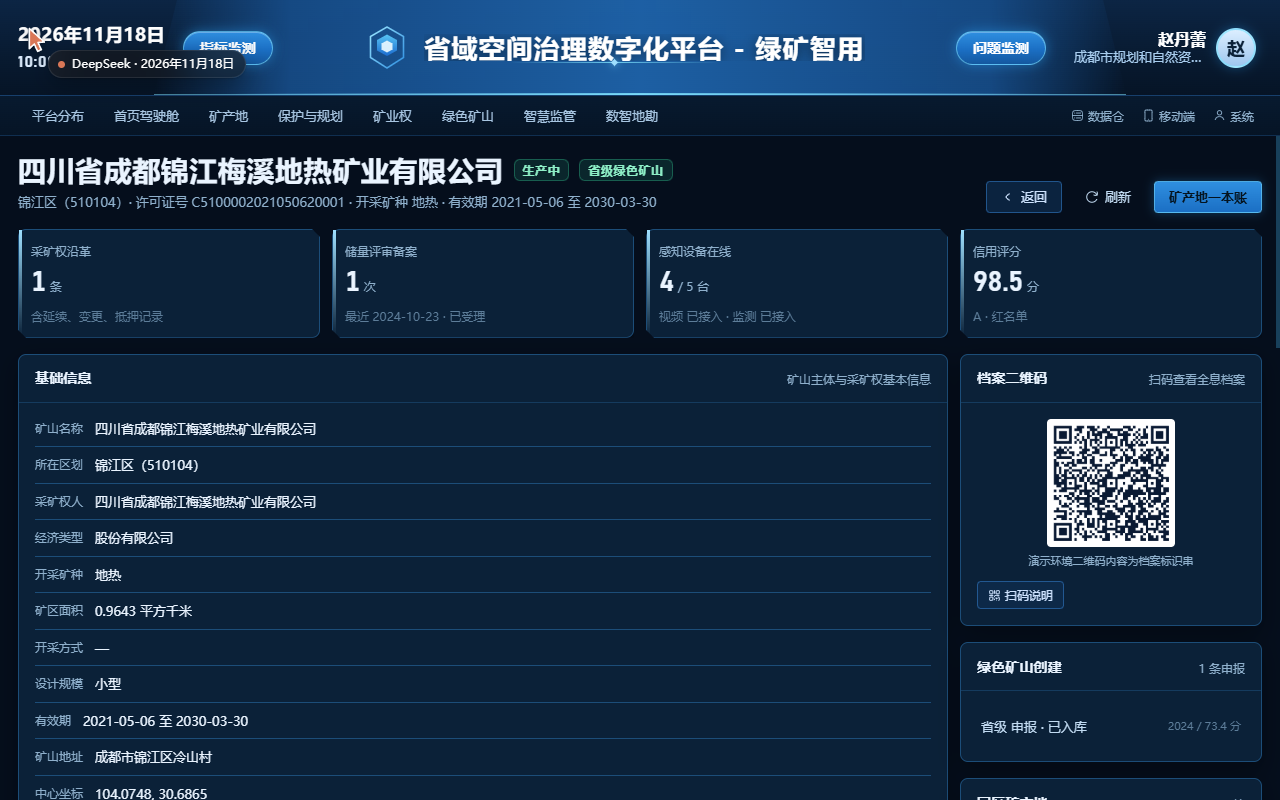 2026年11月18日
10:0
DeepSeek · 2026年11月18日
指标监测
省域空间治理数字化平台 - 绿矿智用
问题监测
赵丹蕾
成都市规划和自然资...
赵
平台分布 首页驾驶舱 矿产地 保护与规划 矿业权 绿色矿山 智慧监管 数智地勘 数据仓 移动端 系统
四川省成都锦江梅溪地热矿业有限公司 生产中 省级绿色矿山
锦江区（510104）· 许可证号 C5100002021050620001 · 开采矿种 地热 · 有效期 2021-05-06 至 2030-03-30
返回 刷新 矿产地一本账
采矿权沿革
1 条
含延续、变更、抵押记录
储量评审备案
1 次
最近 2024-10-23 · 已受理
感知设备在线
4 / 5 台
视频 已接入 · 监测 已接入
信用评分
98.5 分
A · 红名单
基础信息 矿山主体与采矿权基本信息
矿山名称 四川省成都锦江梅溪地热矿业有限公司
所在区划 锦江区（510104）
采矿权人 四川省成都锦江梅溪地热矿业有限公司
经济类型 股份有限公司
开采矿种 地热
矿区面积 0.9643 平方千米
开采方式 —
设计规模 小型
有效期 2021-05-06 至 2030-03-30
矿山地址 成都市锦江区冷山村
中心坐标 104.0748, 30.6865
档案二维码 扫码查看全息档案
演示环境二维码内容为档案标识串
扫码说明
绿色矿山创建 1 条申报
省级 申报 · 已入库 2024 / 73.4 分